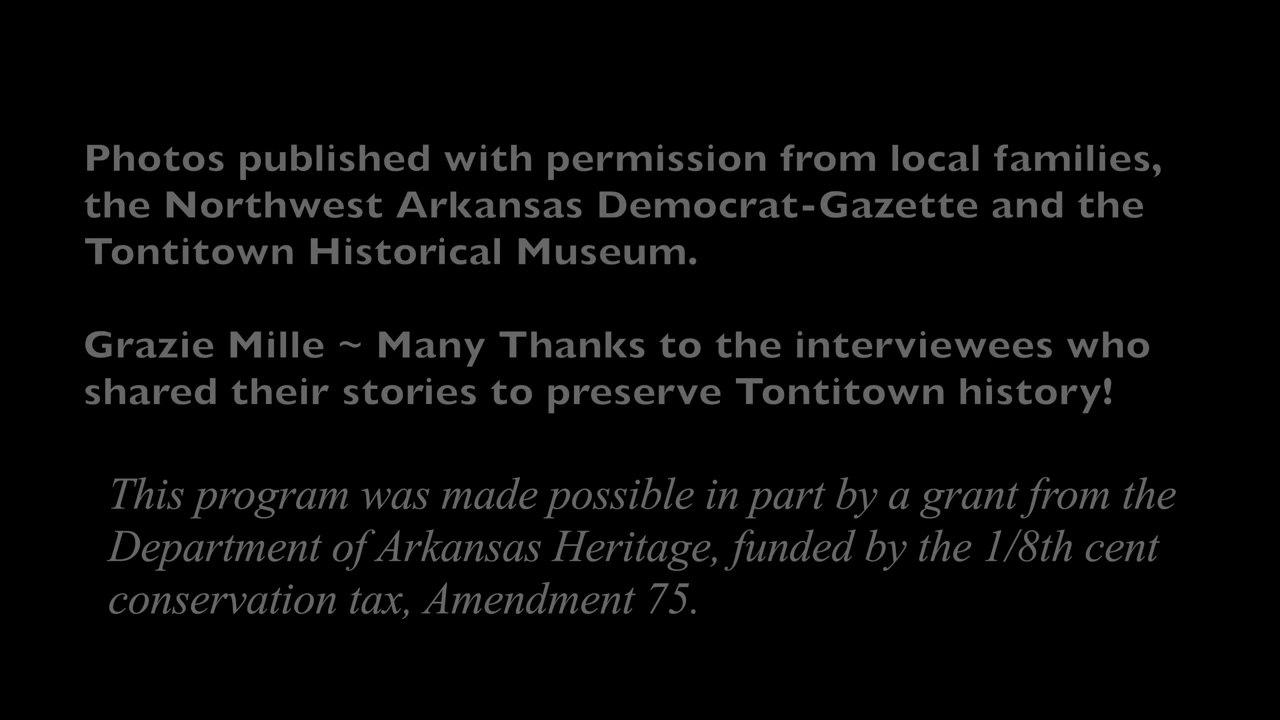 Photos published with permission from local families,
the Northwest Arkansas Democrat-Gazette and the
Tontitown Historical Museum.
Grazie Mille ~ Many Thanks to the interviewees who
shared their stories to preserve Tontitown history!
This program was made possible in part by a grant from the
Department of Arkansas Heritage, funded by the 1/8th cent
conservation tax, Amendment 75.